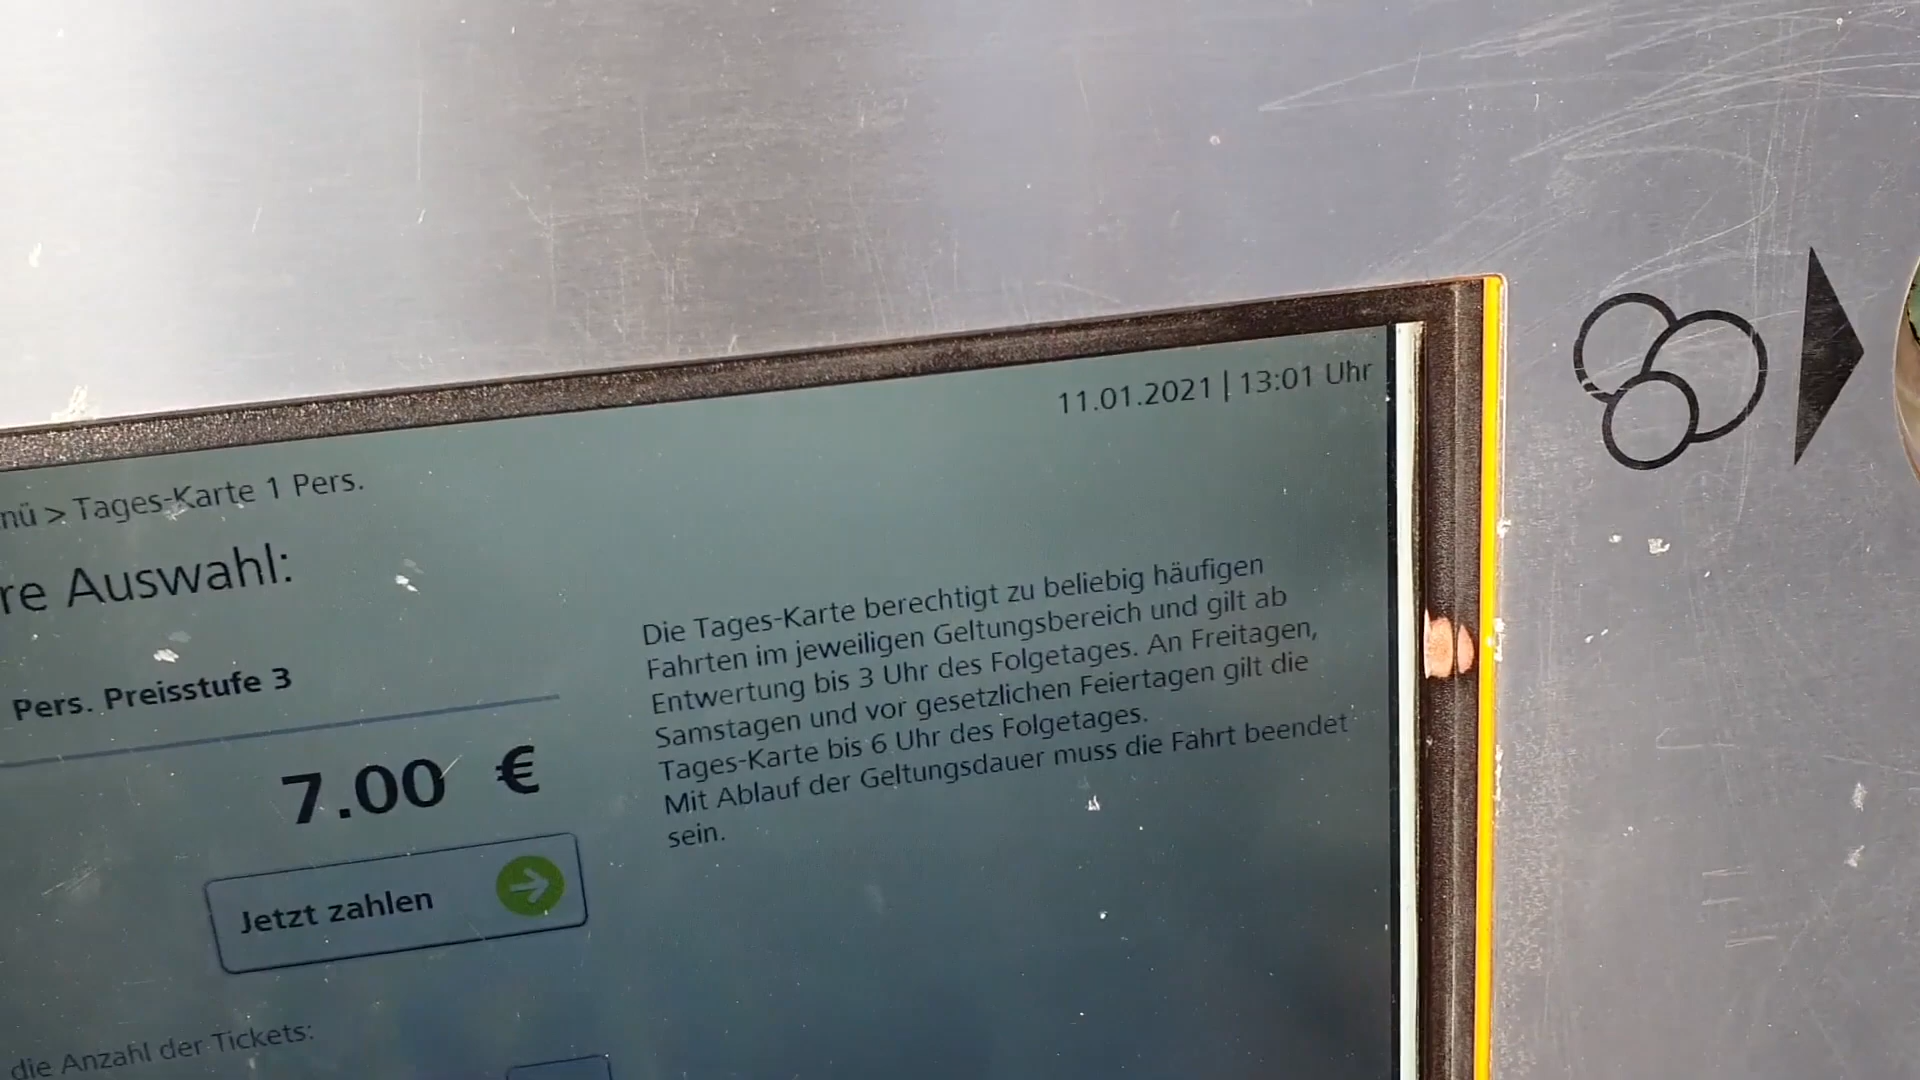 11.01.2021 | 13:01 Uhr
nü > Tages-Karte 1 Pers.
re Auswahl:
Pers. Preisstufe 3
7.00 €
Jetzt zahlen
die Anzahl der Tickets:
Die Tages-Karte berechtigt zu beliebig häufigen
Fahrten im jeweiligen Geltungsbereich und gilt ab
Entwertung bis 3 Uhr des Folgetages. An Freitagen,
Samstagen und vor gesetzlichen Feiertagen gilt die
Tages-Karte bis 6 Uhr des Folgetages.
Mit Ablauf der Geltungsdauer muss die Fahrt beendet
sein.